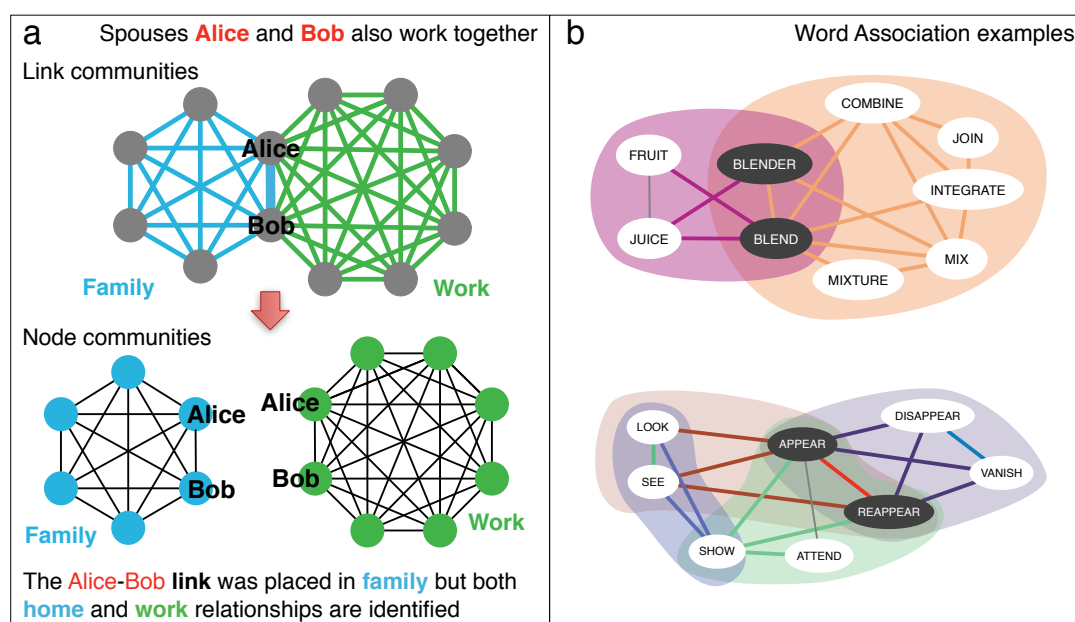 a
Spouses Alice and Bob also work together
Link communities
Alice
Bob
Family
Work
Node communities
Alice
Bob
Family
Alice
Bob
Work
The Alice-Bob link was placed in family but both
home and work relationships are identified
b
Word Association examples
COMBINE
JOIN
FRUIT
BLENDER
INTEGRATE
JUICE
BLEND
MIX
MIXTURE
DISAPPEAR
LOOK
APPEAR
VANISH
SEE
REAPPEAR
SHOW
ATTEND